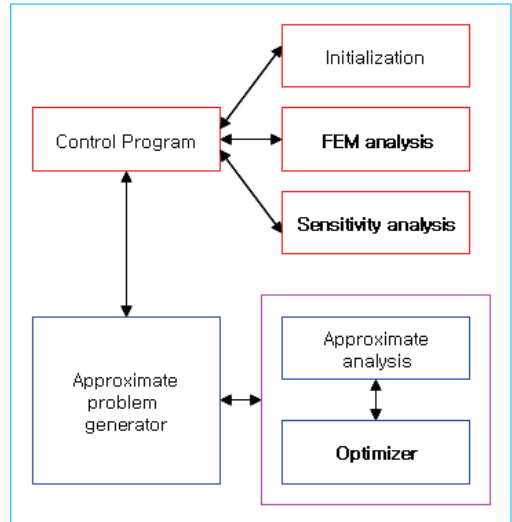 Initialization
Control Program
FEM analysis
Sensitivity analysis
Approximate
problem
generator
Approximate
analysis
Optimizer